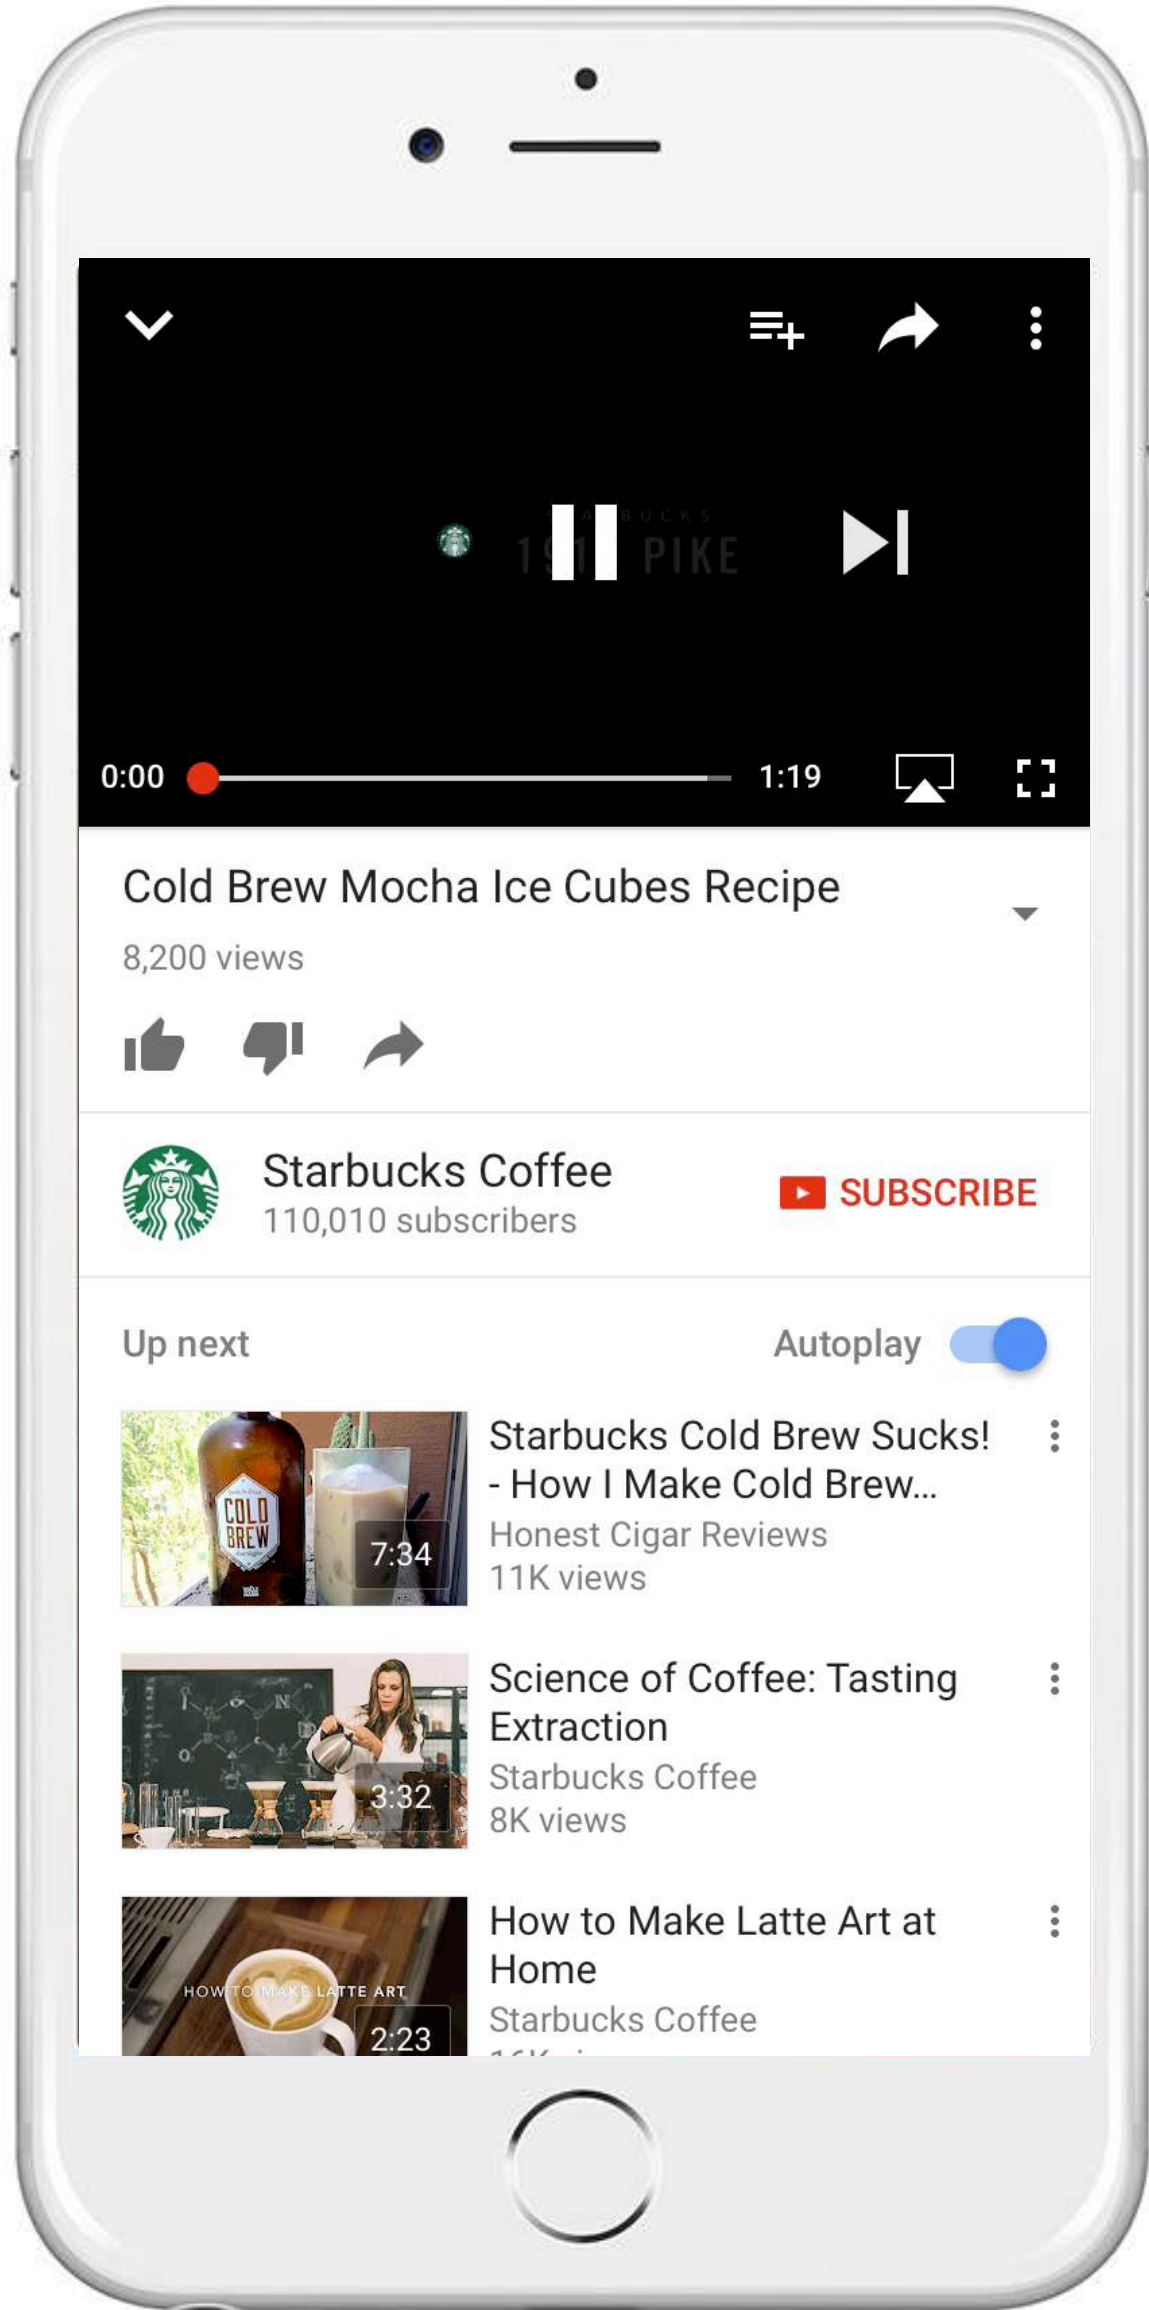 STARBUCKS
1912 PIKE
0:00
1:19
Cold Brew Mocha Ice Cubes Recipe
8,200 views
Starbucks Coffee
110,010 subscribers
SUBSCRIBE
Up next
Autoplay
COLD
BREW
7:34
Starbucks Cold Brew Sucks!
- How I Make Cold Brew...
Honest Cigar Reviews
11K views
3:32
Science of Coffee: Tasting
Extraction
Starbucks Coffee
8K views
HOW TO MAKE LATTE ART
2:23
How to Make Latte Art at
Home
Starbucks Coffee